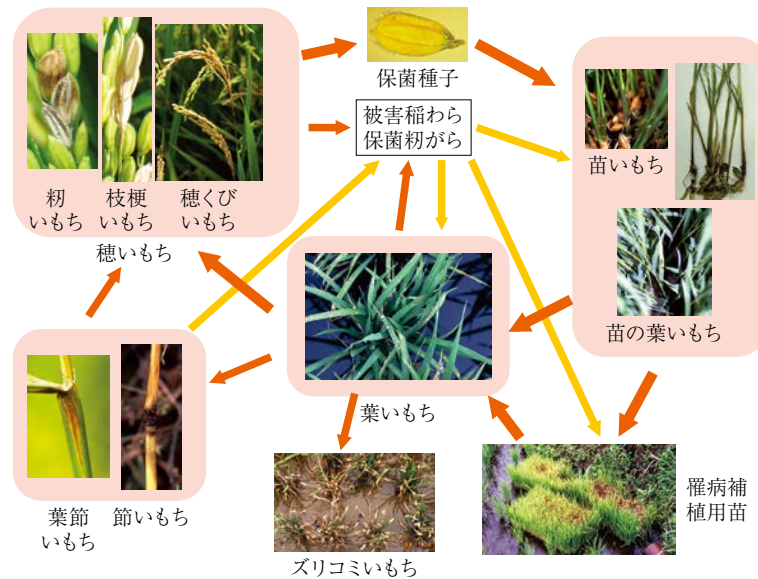 保菌種子
被害稲わら
保菌籾がら
苗いもち
籾
いもち
枝梗
いもち
穂くび
いもち
穂いもち
苗の葉いもち
葉いもち
罹病補
植用苗
葉節
いもち
節いもち
ズリコミいもち